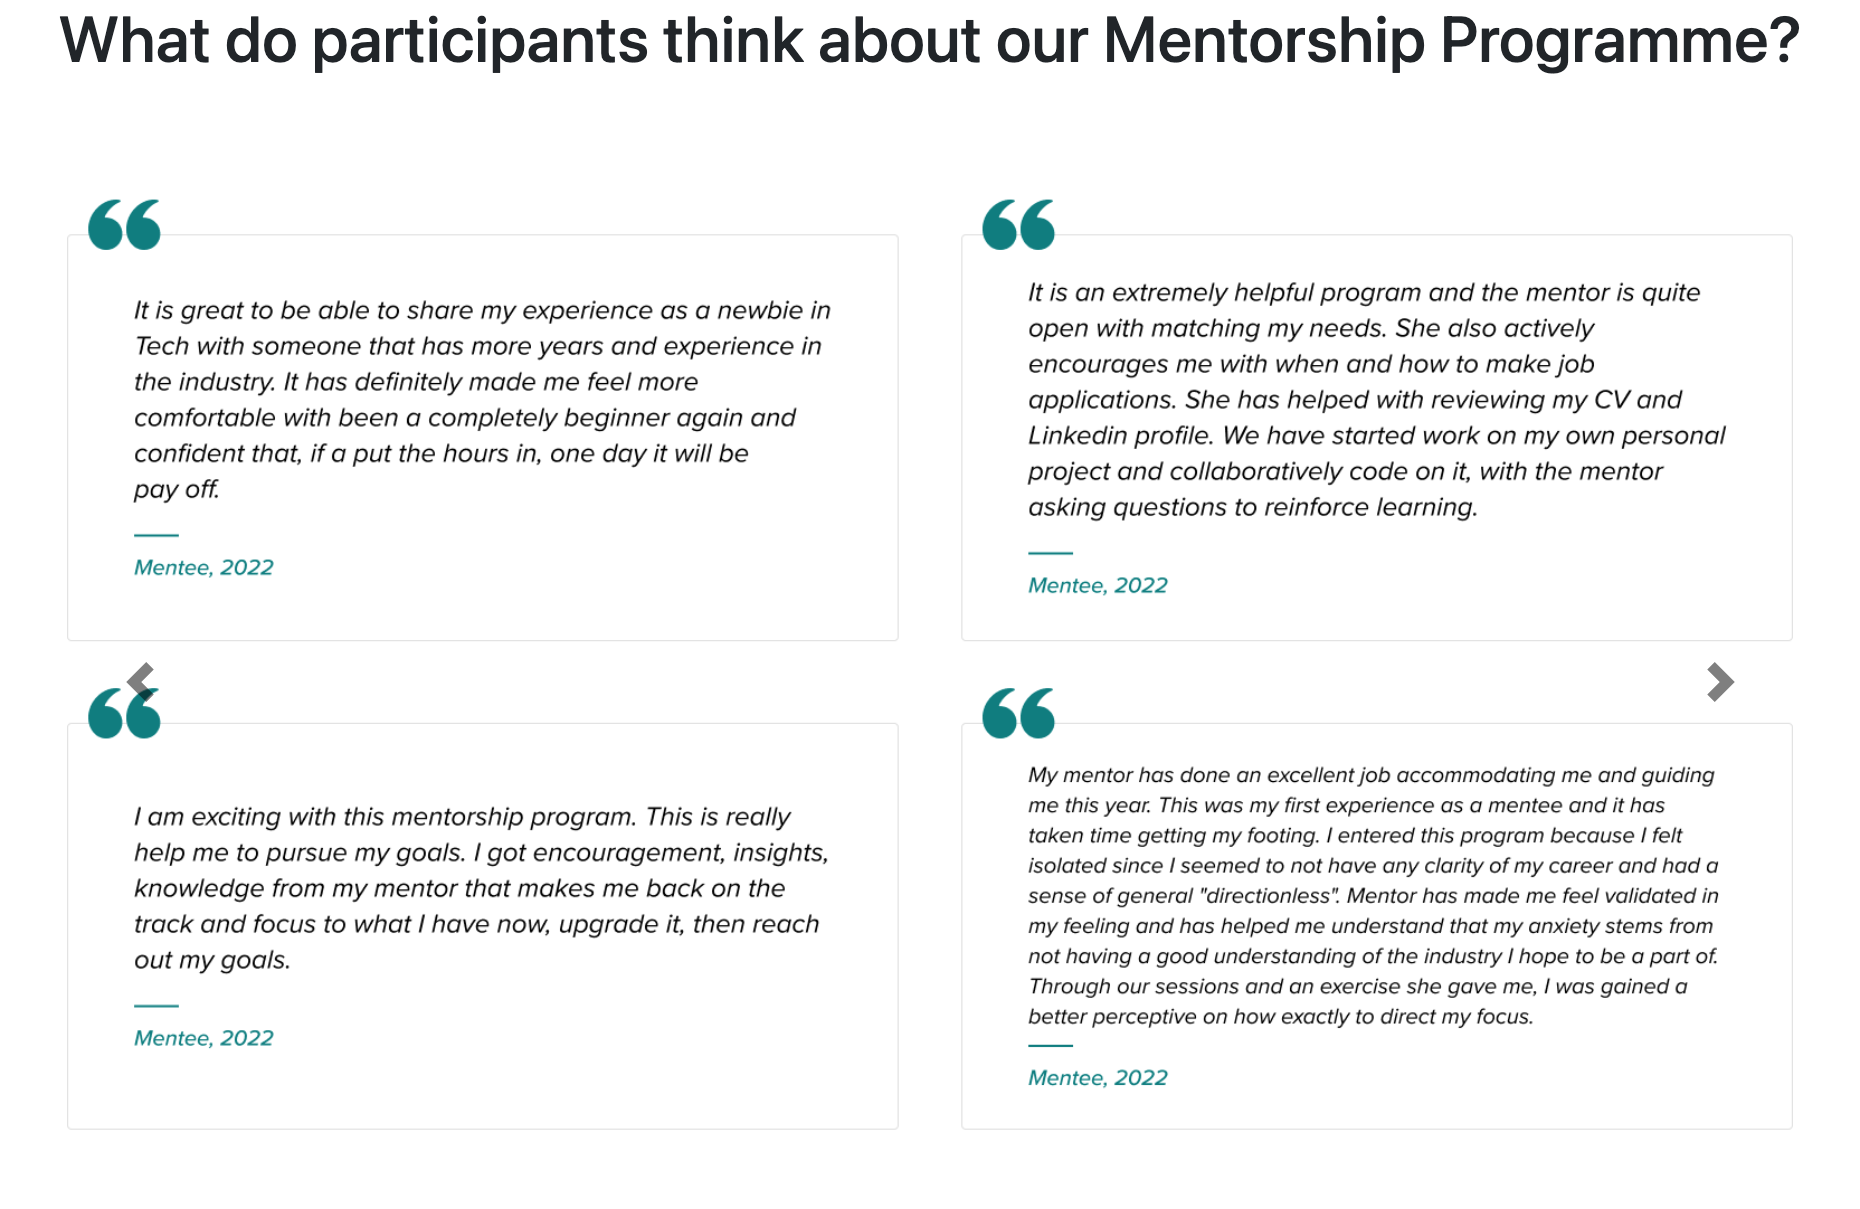 What do participants think about our Mentorship Programme?
It is great to be able to share my experience as a newbie in
Tech with someone that has more years and experience in
the industry. It has definitely made me feel more
comfortable with been a completely beginner again and
confident that, if a put the hours in, one day it will be
pay off.
Mentee, 2022
It is an extremely helpful program and the mentor is quite
open with matching my needs. She also actively
encourages me with when and how to make job
applications. She has helped with reviewing my CV and
Linkedin profile. We have started work on my own personal
project and collaboratively code on it, with the mentor
asking questions to reinforce learning.
Mentee, 2022
I am exciting with this mentorship program. This is really
help me to pursue my goals. I got encouragement, insights,
knowledge from my mentor that makes me back on the
track and focus to what I have now, upgrade it, then reach
out my goals.
Mentee, 2022
My mentor has done an excellent job accommodating me and guiding
me this year. This was my first experience as a mentee and it has
taken time getting my footing. I entered this program because I felt
isolated since I seemed to not have any clarity of my career and had a
sense of general "directionless". Mentor has made me feel validated in
my feeling and has helped me understand that my anxiety stems from
not having a good understanding of the industry I hope to be a part of.
Through our sessions and an exercise she gave me, I was gained a
better perceptive on how exactly to direct my focus.
Mentee, 2022